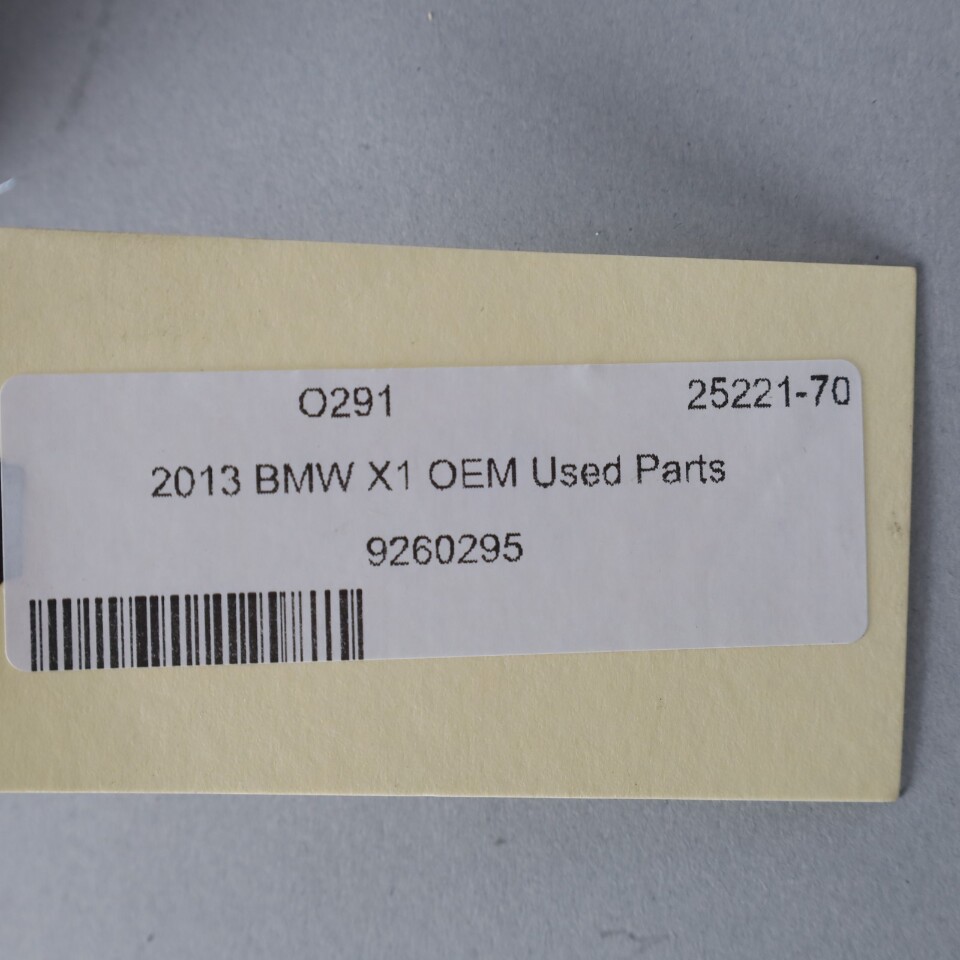 O291 25221-70
2013 BMW X1 OEM Used Parts
9260295